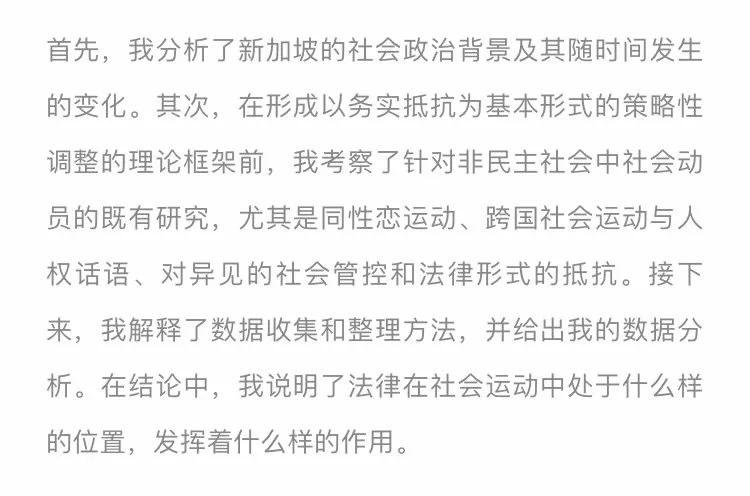 首先，我分析了新加坡的社会政治背景及其随时间发生
的变化。其次，在形成以务实抵抗为基本形式的策略性
调整的理论框架前，我考察了针对非民主社会中社会动
员的既有研究，尤其是同性恋运动、跨国社会运动与人
权话语、对异见的社会管控和法律形式的抵抗。接下
来，我解释了数据收集和整理方法，并给出我的数据分
析。在结论中，我说明了法律在社会运动中处于什么样
的位置，发挥着什么样的作用。